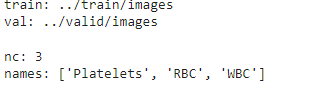 train: ../train/images
val: ../valid/images
nc: 3
names: ['Platelets', 'RBC', 'WBC']